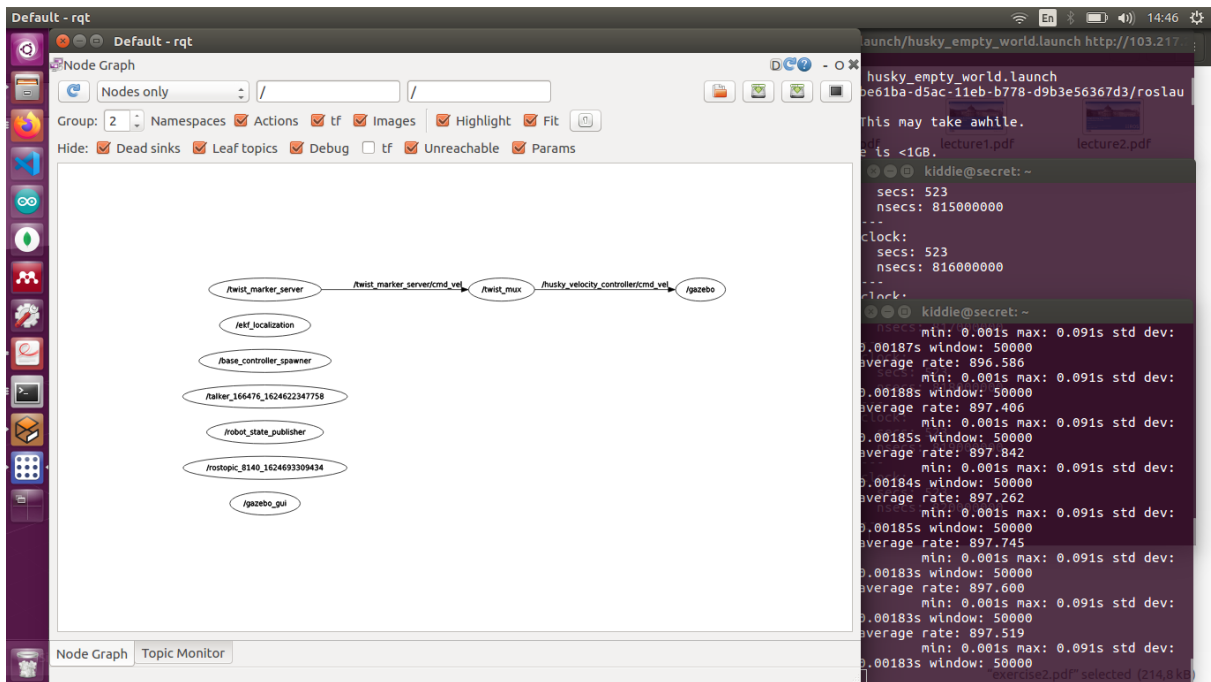 Default - rqt
En
14:46
Default - rqt
Node Graph
D
- O
Nodes only
/
/
Group: 2 Namespaces Actions tf Images Highlight Fit
Hide: Dead sinks Leaf topics Debug tf Unreachable Params
/twist_marker_server
/twist_marker_server/cmd_vel
/twist_mux
/husky_velocity_controller/cmd_vel
/gazebo
/ekf_localization
/base_controller_spawner
/talker_166476_1624622347758
/robot_state_publisher
/rostopic_8140_1624693309434
/gazebo_gui
Node Graph
Topic Monitor
launch/husky_empty_world.launch http://103.217...
husky_empty_world.launch
be61ba-d5ac-11eb-b778-d9b3e56367d3/roslau
This may take awhile.
lecture1.pdf
lecture2.pdf
e is <1GB.
kiddie@secret: ~
secs: 523
nsecs: 815000000
---
clock:
secs: 523
nsecs: 816000000
---
clock:
kiddie@secret: ~
min: 0.001s max: 0.091s std dev:
0.00187s window: 50000
average rate: 896.586
min: 0.001s max: 0.091s std dev:
0.00188s window: 50000
average rate: 897.406
min: 0.001s max: 0.091s std dev:
0.00185s window: 50000
average rate: 897.842
min: 0.001s max: 0.091s std dev:
0.00184s window: 50000
average rate: 897.262
min: 0.001s max: 0.091s std dev:
0.00185s window: 50000
average rate: 897.745
min: 0.001s max: 0.091s std dev:
0.00183s window: 50000
average rate: 897.600
min: 0.001s max: 0.091s std dev:
0.00183s window: 50000
average rate: 897.519
min: 0.001s max: 0.091s std dev:
0.00183s window: 50000
"exercise2.pdf" selected (214,8 kB)